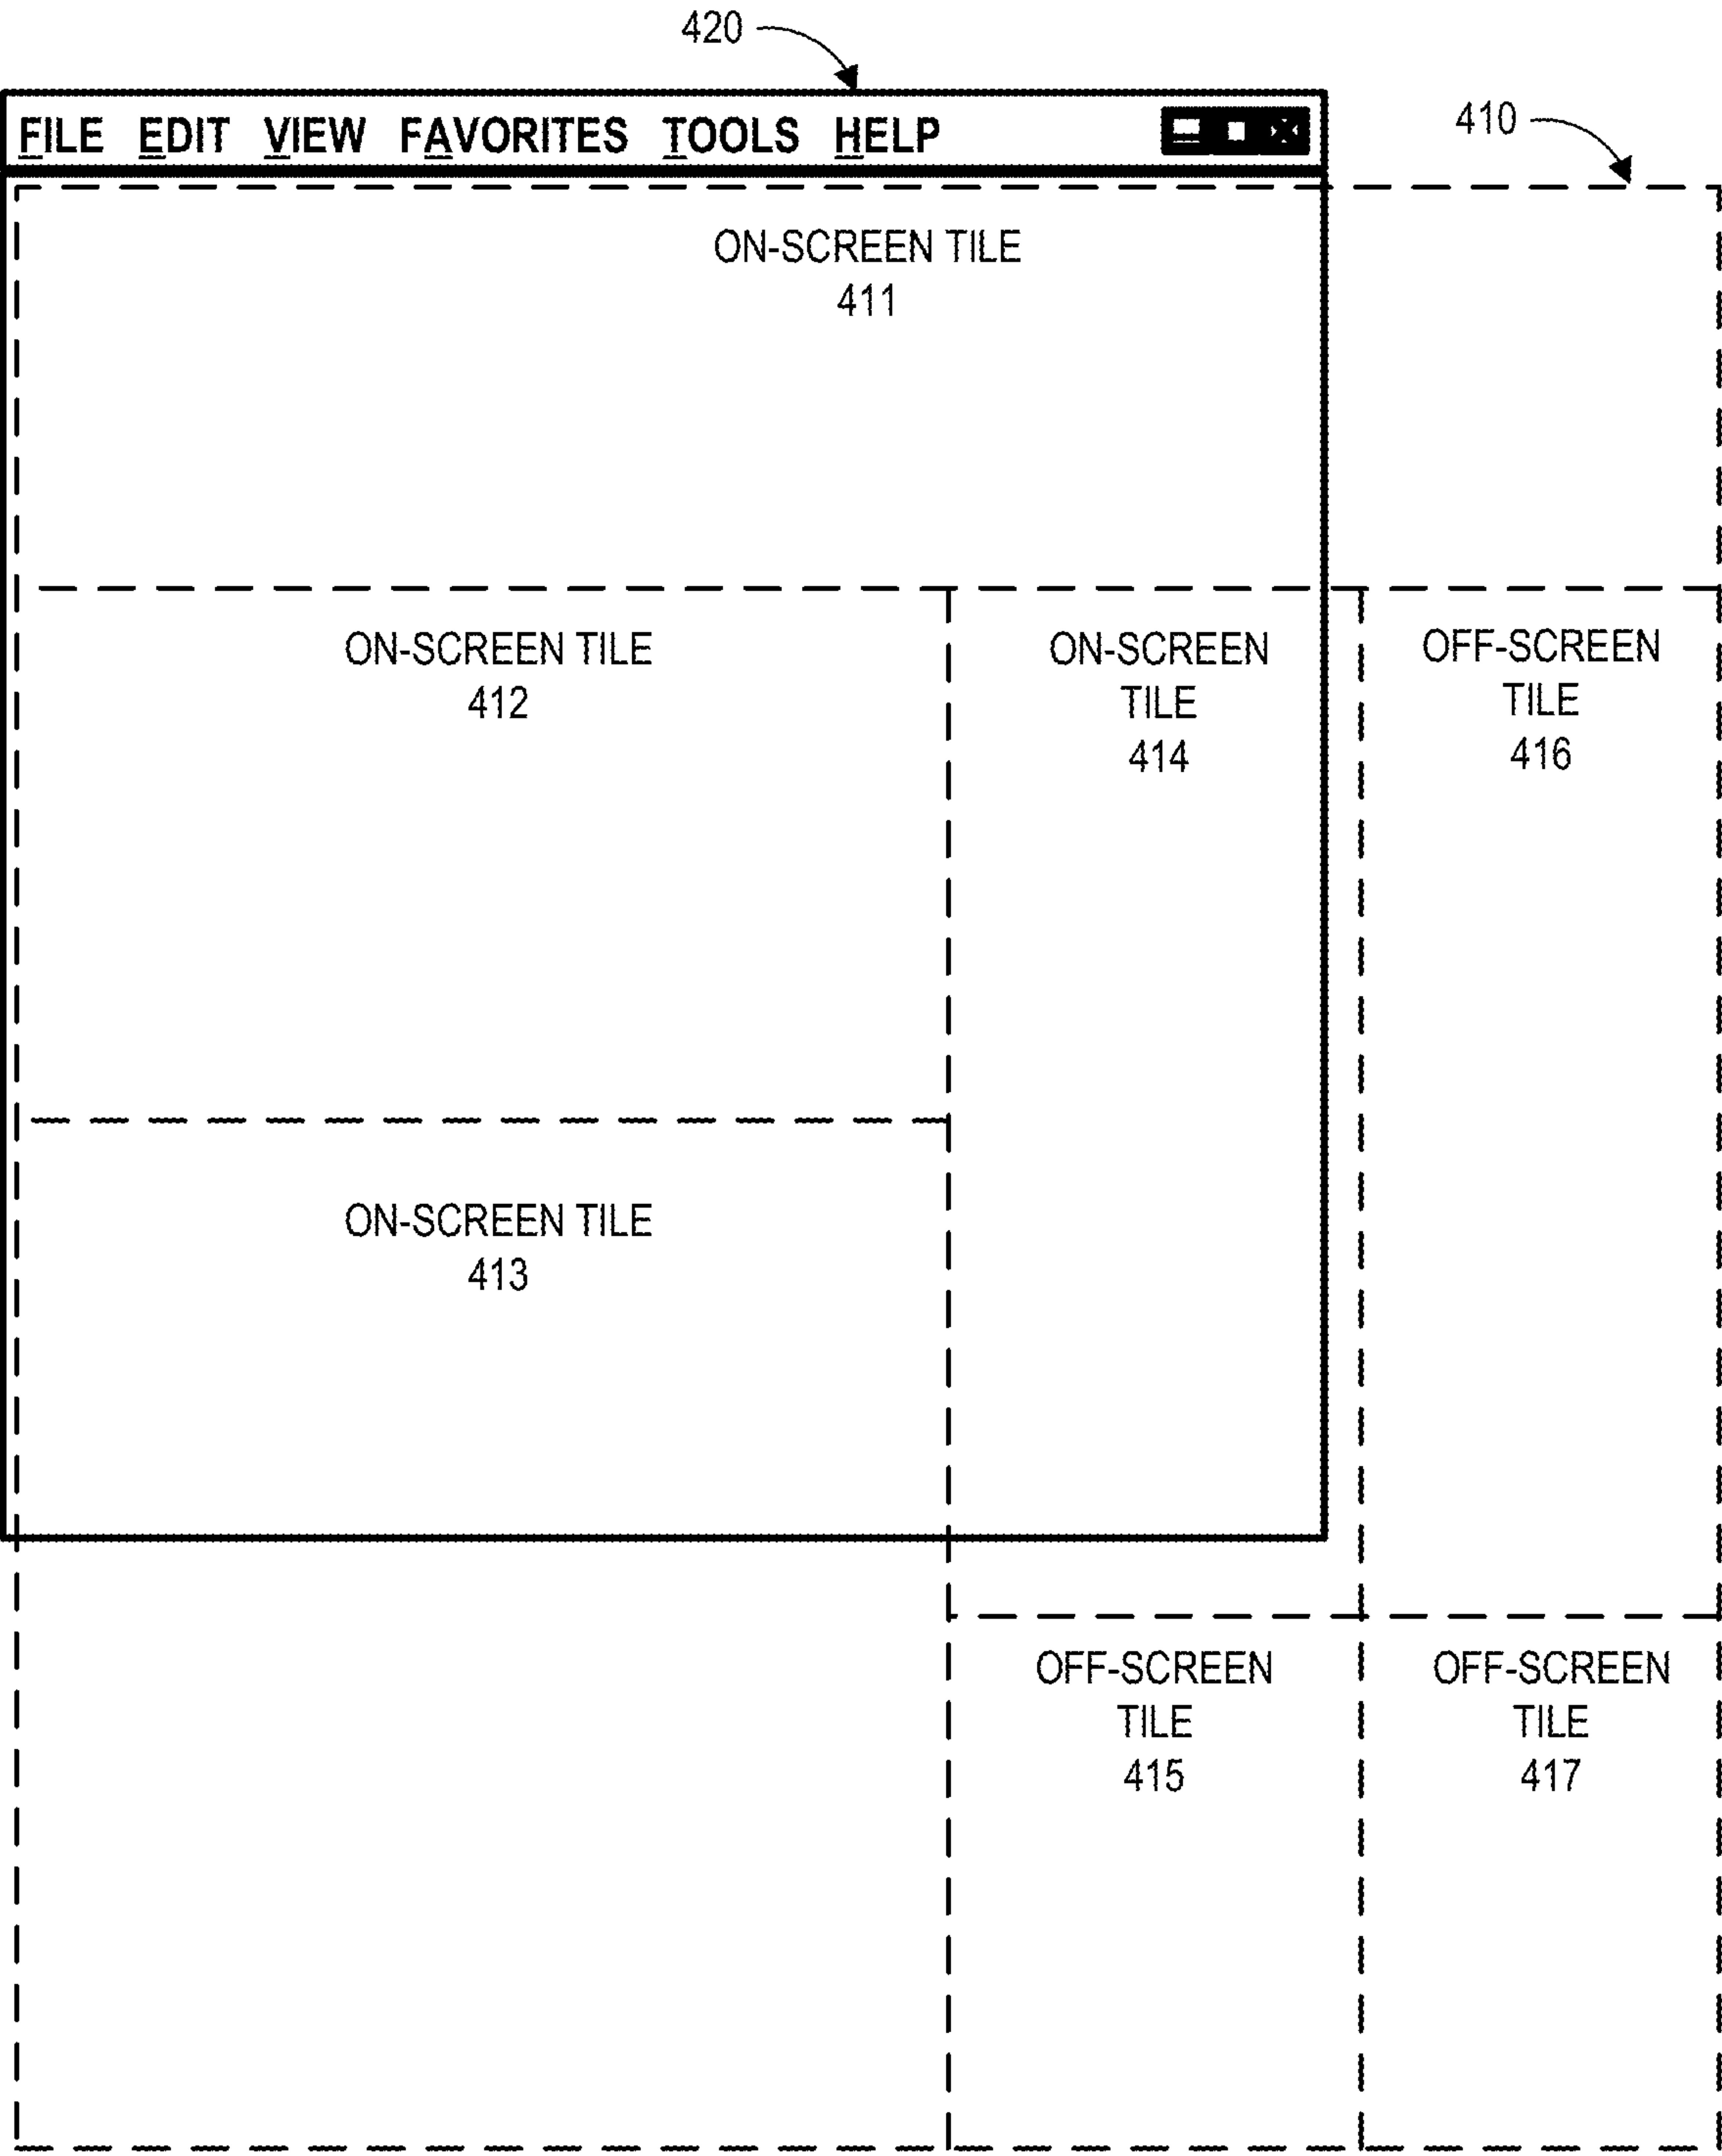 420
410
FILE EDIT VIEW FAVORITES TOOLS HELP
ON-SCREEN TILE
411
ON-SCREEN TILE
412
ON-SCREEN
TILE
414
OFF-SCREEN
TILE
416
ON-SCREEN TILE
413
OFF-SCREEN
TILE
415
OFF-SCREEN
TILE
417